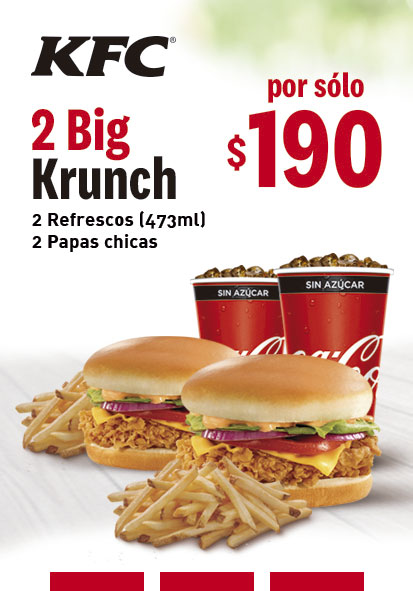 KFC®
por sólo
$190
2 Big
Krunch
2 Refrescos (473ml)
2 Papas chicas
SIN AZÚCAR
SIN AZÚCAR